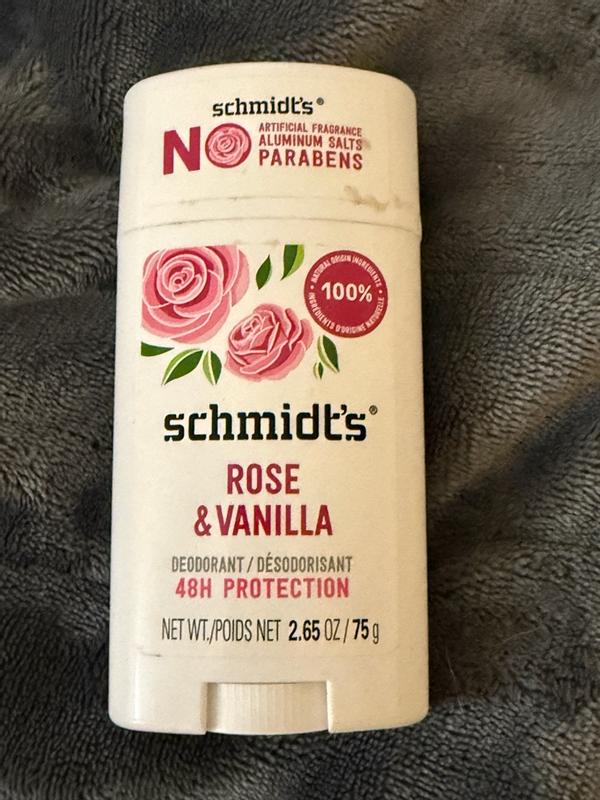 schmidt's®
NO
ARTIFICIAL FRAGRANCE
ALUMINUM SALTS
PARABENS
• NATURAL ORIGIN INGREDIENTS •
100%
INGRÉDIENTS D'ORIGINE NATURELLE
schmidt's®
ROSE
& VANILLA
DEODORANT / DÉSODORISANT
48H PROTECTION
NET WT./POIDS NET 2.65 OZ / 75 g